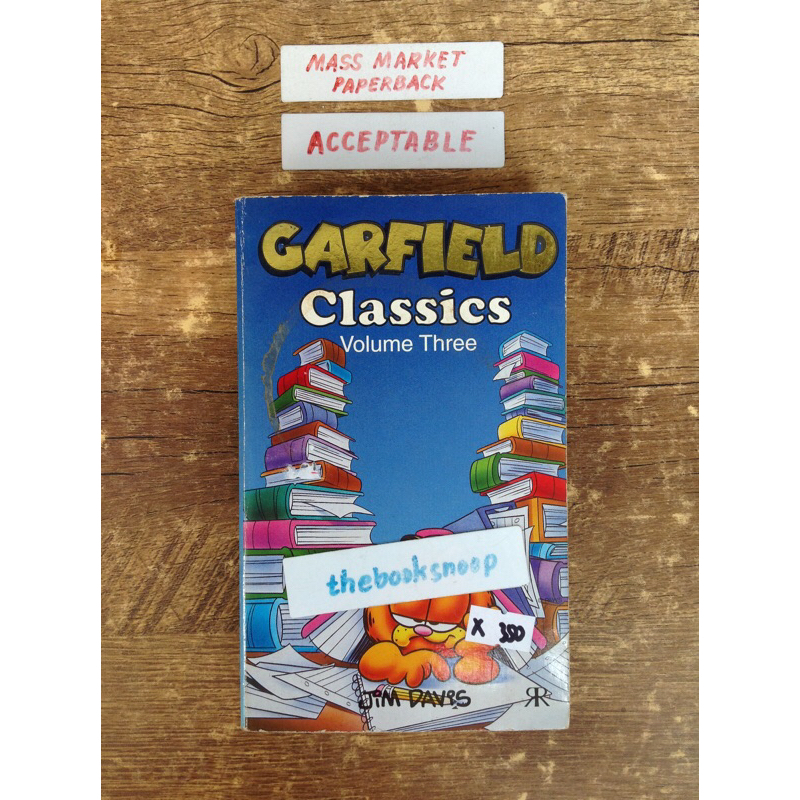 MASS MARKET
PAPERBACK
ACCEPTABLE
GARFIELD
Classics
Volume Three
thebooksnoop
X 350
JIM DAVIS